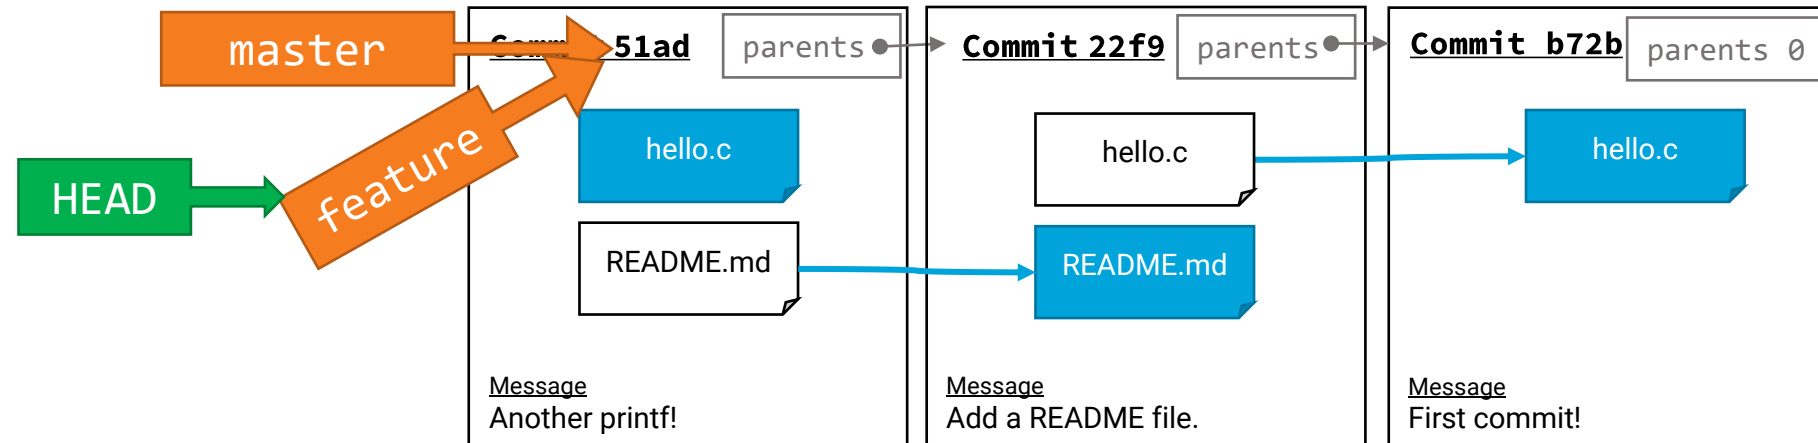 master
HEAD
feature
Commit 51ad
parents
hello.c
README.md
Message
Another printf!
Commit 22f9
parents
hello.c
README.md
Message
Add a README file.
Commit b72b
parents 0
hello.c
Message
First commit!